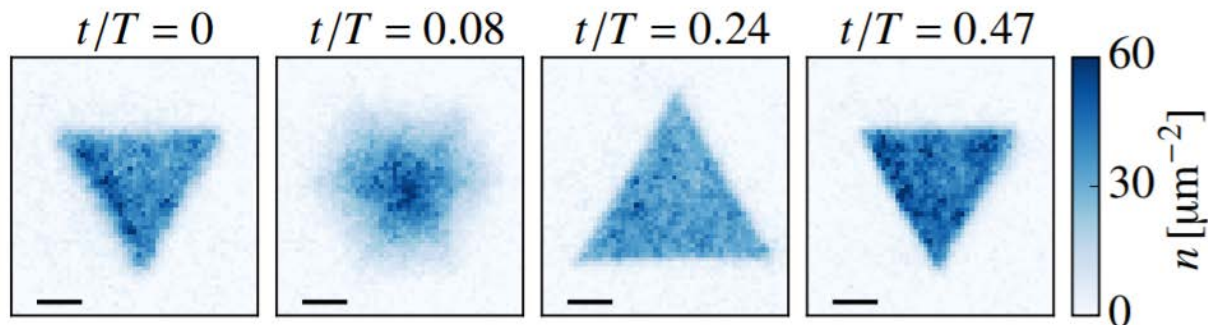 t/T = 0
t/T = 0.08
t/T = 0.24
t/T = 0.47
60
30
0
n [μm⁻²]